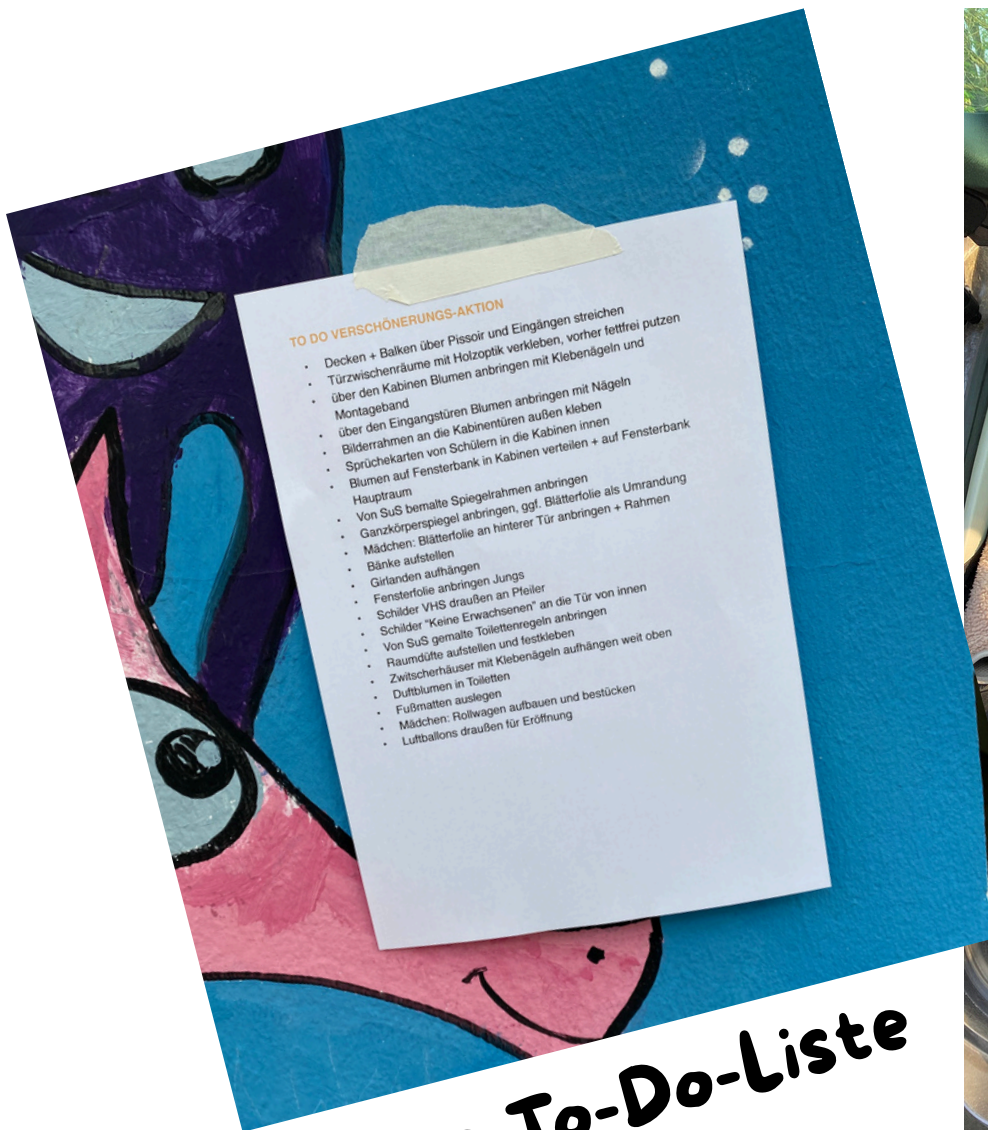 TO DO VERSCHÖNERUNGS-AKTION
• Decken + Balken über Pissoir und Eingängen streichen
• Türzwischenräume mit Holzoptik verkleben, vorher fettfrei putzen
• über den Kabinen Blumen anbringen mit Klebenägeln und
Montageband
• über den Eingangstüren Blumen anbringen mit Nägeln
• Bilderrahmen an die Kabinentüren außen kleben
• Sprüchekarten von Schülern in die Kabinen innen
• Blumen auf Fensterbank in Kabinen verteilen + auf Fensterbank
Hauptraum
• Von SuS bemalte Spiegelrahmen anbringen
• Ganzkörperspiegel anbringen, ggf. Blätterfolie als Umrandung
• Mädchen: Blätterfolie an hinterer Tür anbringen + Rahmen
• Bänke aufstellen
• Girlanden aufhängen
• Fensterfolie anbringen Jungs
• Schilder VHS draußen an Pfeiler
• Schilder "Keine Erwachsenen" an die Tür von innen
• Von SuS gemalte Toilettenregeln anbringen
• Raumdüfte aufstellen und festkleben
• Zwitscherhäuser mit Klebenägeln aufhängen weit oben
• Duftblumen in Toiletten
• Fußmatten auslegen
• Mädchen: Rollwagen aufbauen und bestücken
• Luftballons draußen für Eröffnung
To-Do-Liste